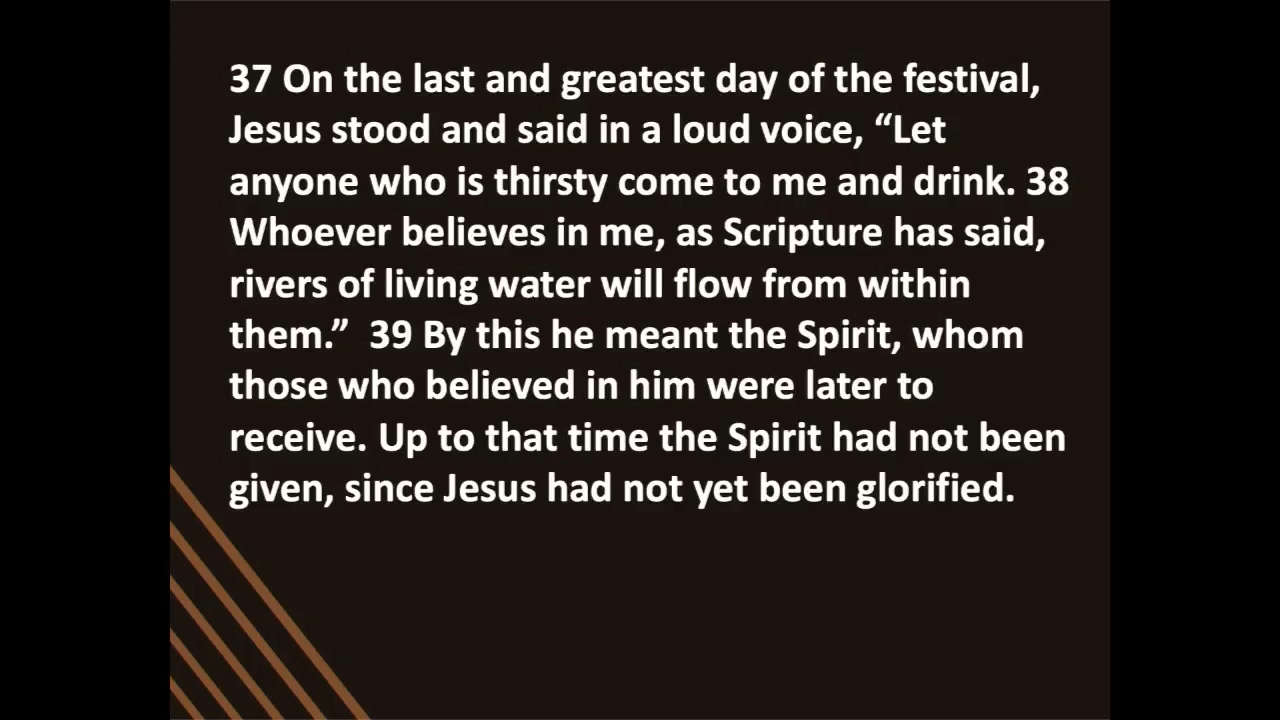 37 On the last and greatest day of the festival,
Jesus stood and said in a loud voice, “Let
anyone who is thirsty come to me and drink. 38
Whoever believes in me, as Scripture has said,
rivers of living water will flow from within
them.”  39 By this he meant the Spirit, whom
those who believed in him were later to
receive. Up to that time the Spirit had not been
given, since Jesus had not yet been glorified.